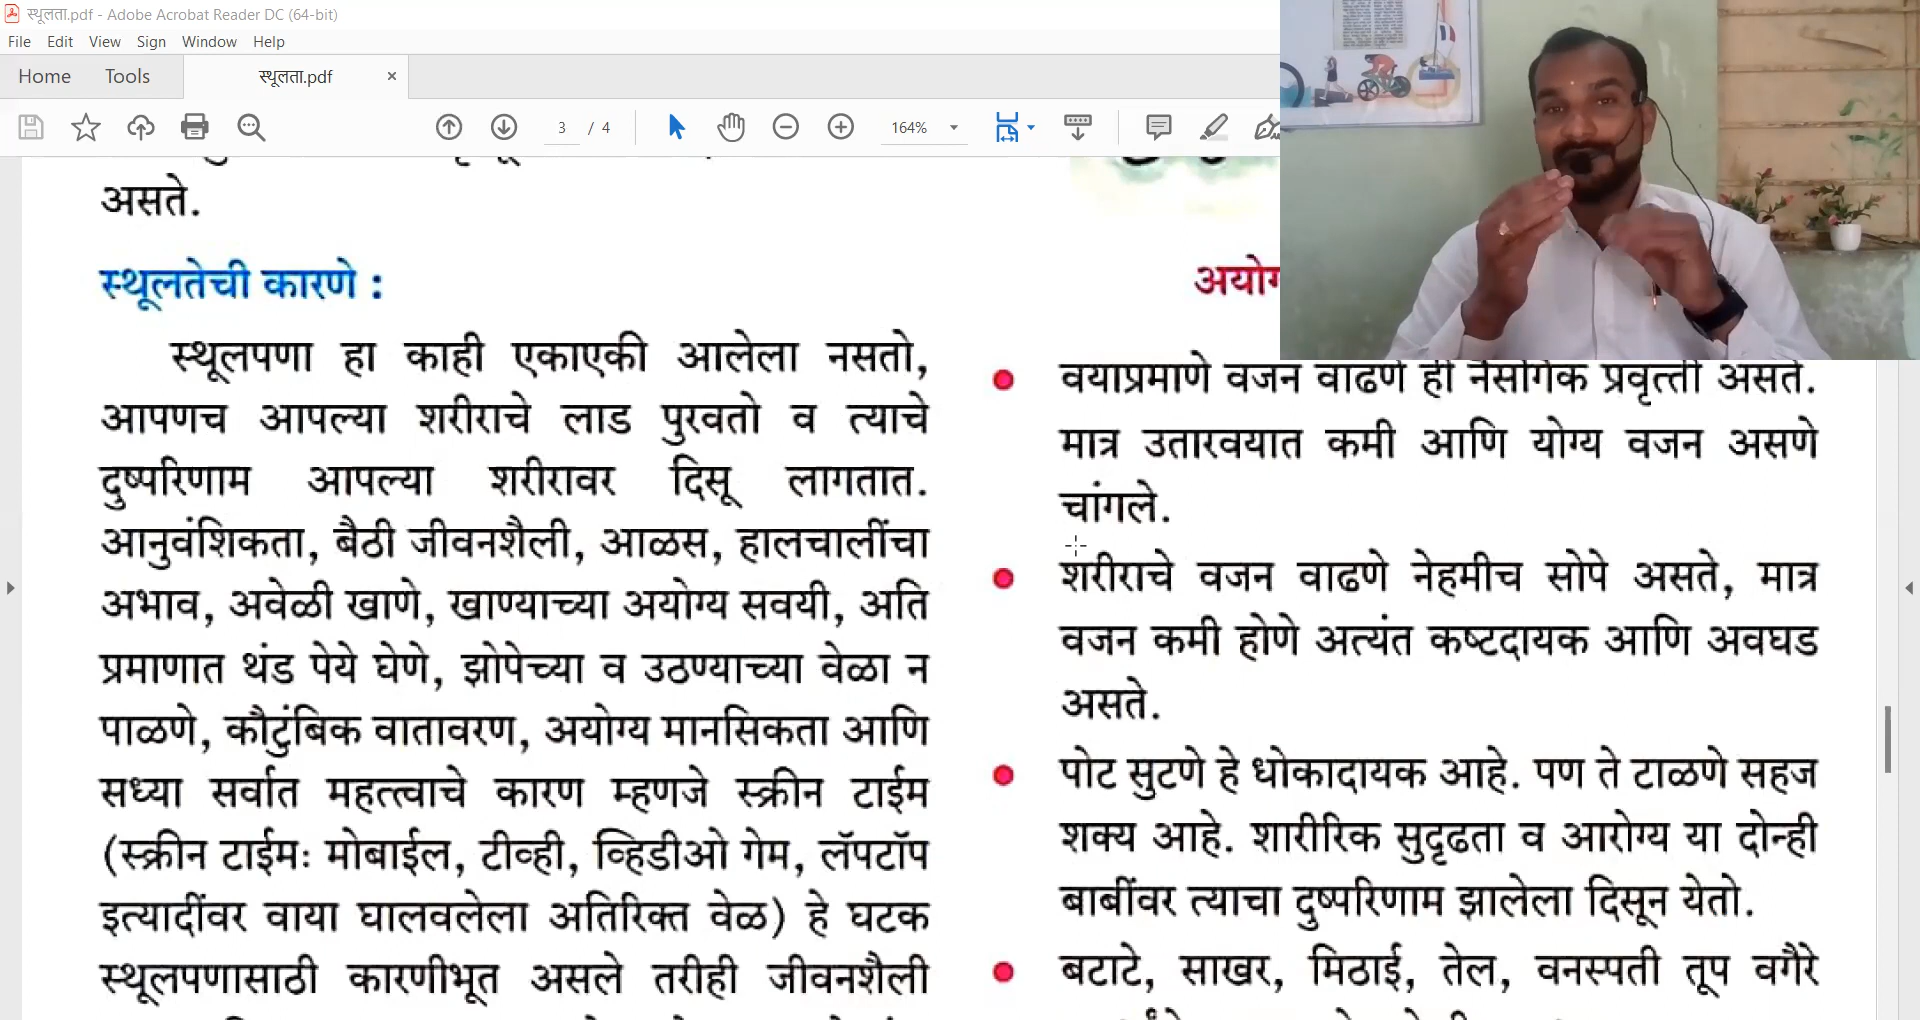 स्थूलता.pdf - Adobe Acrobat Reader DC (64-bit)
File Edit View Sign Window Help
Home Tools स्थूलता.pdf ×
3 / 4 164%
असते.
स्थूलतेची कारणे :
स्थूलपणा हा काही एकाएकी आलेला नसतो,
आपणच आपल्या शरीराचे लाड पुरवतो व त्याचे
दुष्परिणाम आपल्या शरीरावर दिसू लागतात.
आनुवंशिकता, बैठी जीवनशैली, आळस, हालचालींचा
अभाव, अवेळी खाणे, खाण्याच्या अयोग्य सवयी, अति
प्रमाणात थंड पेये घेणे, झोपेच्या व उठण्याच्या वेळा न
पाळणे, कौटुंबिक वातावरण, अयोग्य मानसिकता आणि
सध्या सर्वात महत्त्वाचे कारण म्हणजे स्क्रीन टाईम
(स्क्रीन टाईमः मोबाईल, टीव्ही, व्हिडीओ गेम, लॅपटॉप
इत्यादींवर वाया घालवलेला अतिरिक्त वेळ) हे घटक
स्थूलपणासाठी कारणीभूत असले तरीही जीवनशैली
वयाप्रमाणे वजन वाढणे ही नैसर्गिक प्रवृत्ती असते.
मात्र उतारवयात कमी आणि योग्य वजन असणे
चांगले.
शरीराचे वजन वाढणे नेहमीच सोपे असते, मात्र
वजन कमी होणे अत्यंत कष्टदायक आणि अवघड
असते.
पोट सुटणे हे धोकादायक आहे. पण ते टाळणे सहज
शक्य आहे. शारीरिक सुदृढता व आरोग्य या दोन्ही
बाबींवर त्याचा दुष्परिणाम झालेला दिसून येतो.
बटाटे, साखर, मिठाई, तेल, वनस्पती तूप वगैरे